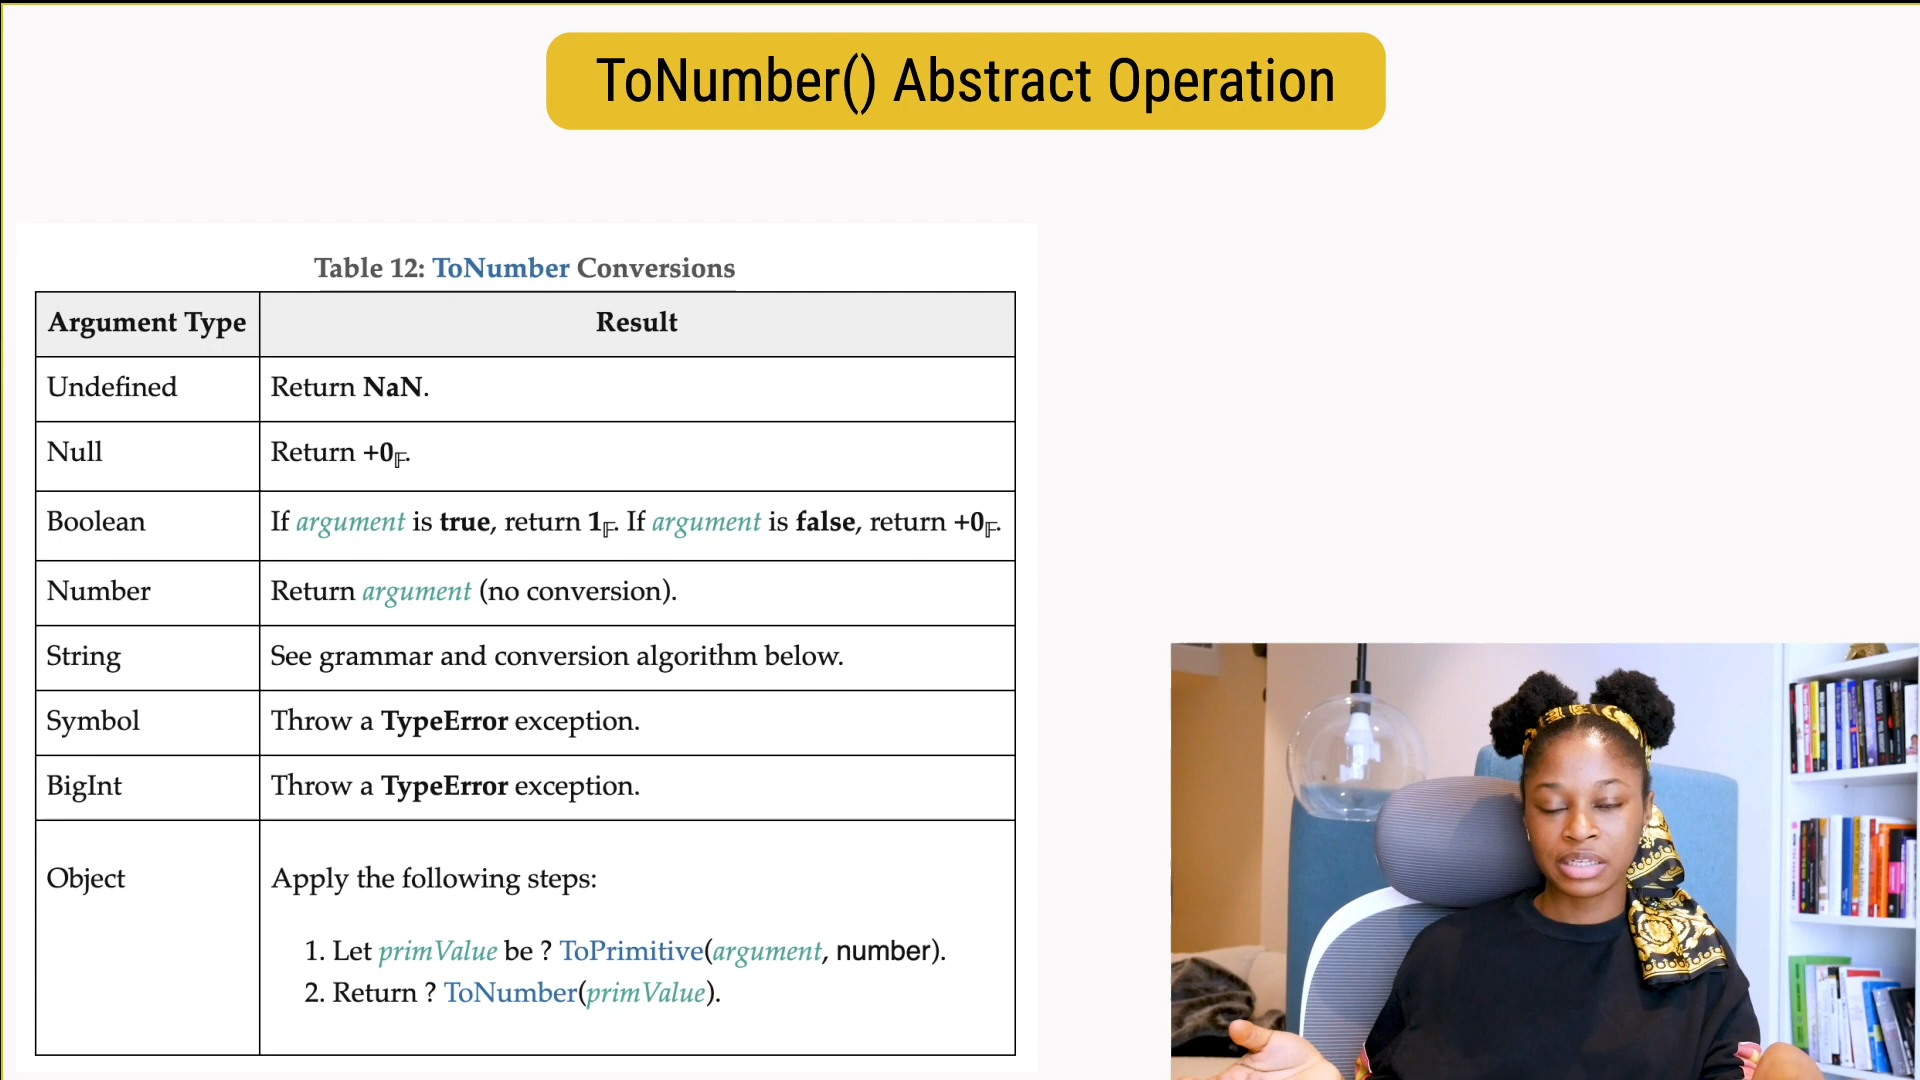 ToNumber() Abstract Operation
Table 12: ToNumber Conversions
Argument Type Result
Undefined Return NaN.
Null Return +0𝔽.
Boolean If argument is true, return 1𝔽. If argument is false, return +0𝔽.
Number Return argument (no conversion).
String See grammar and conversion algorithm below.
Symbol Throw a TypeError exception.
BigInt Throw a TypeError exception.
Object Apply the following steps:
1. Let primValue be ? ToPrimitive(argument, number).
2. Return ? ToNumber(primValue).